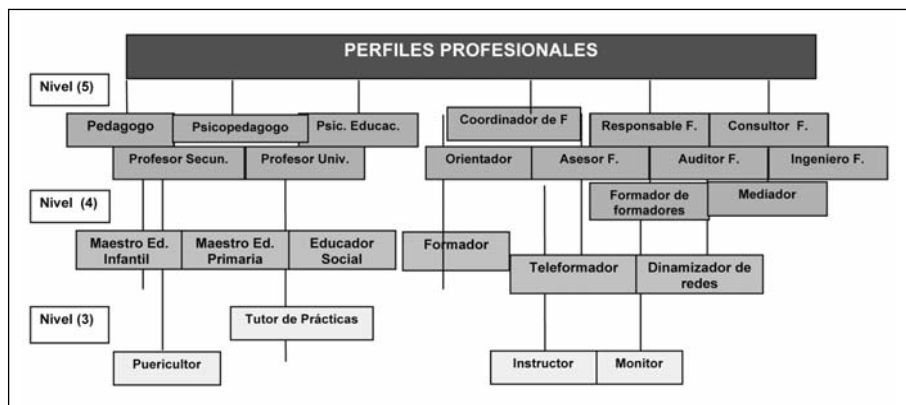 PERFILES PROFESIONALES
Nivel (5)
Pedagogo
Psicopedagogo
Psic. Educac.
Coordinador de F
Responsable F.
Consultor F.
Profesor Secun.
Profesor Univ.
Orientador
Asesor F.
Auditor F.
Ingeniero F.
Formador de
formadores
Mediador
Nivel (4)
Maestro Ed.
Infantil
Maestro Ed.
Primaria
Educador
Social
Formador
Teleformador
Dinamizador de
redes
Nivel (3)
Tutor de Prácticas
Puericultor
Instructor
Monitor